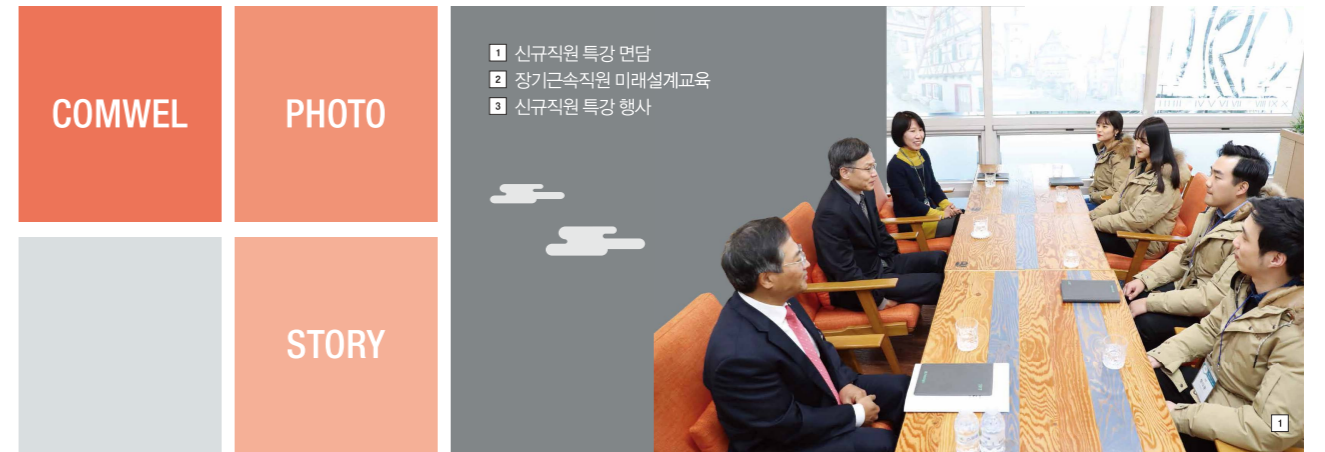 COMWEL
PHOTO
STORY
1 신규직원 특강 면담
2 장기근속직원 미래설계교육
3 신규직원 특강 행사
1